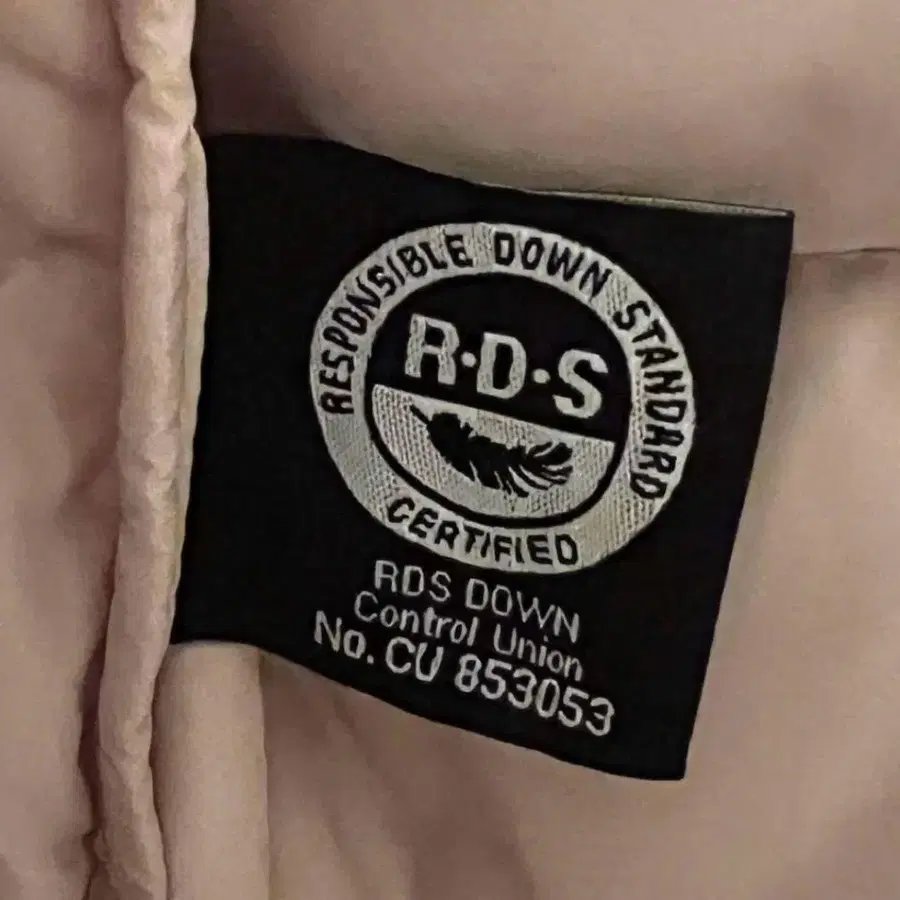 RESPONSIBLE DOWN STANDARD
R·D·S
CERTIFIED
RDS DOWN
Control Union
No. CU 853053